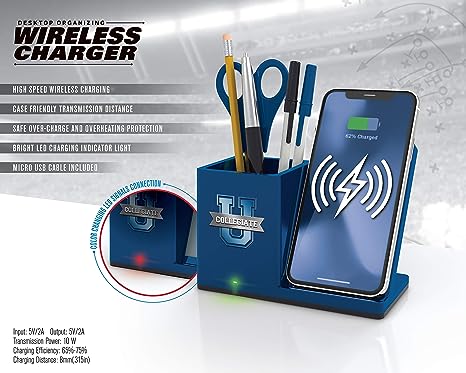 DESKTOP ORGANIZING
WIRELESS
CHARGER
HIGH SPEED WIRELESS CHARGING
CASE FRIENDLY TRANSMISSION DISTANCE
SAFE OVER-CHARGE AND OVERHEATING PROTECTION
BRIGHT LED CHARGING INDICATOR LIGHT
MICRO USB CABLE INCLUDED
COLOR CHARGING LED SIGNALS CONNECTION
U
COLLEGIATE
62% Charged
U
COLLEGIATE
Input: 5V/2A Output: 5V/2A
Transmission Power: 10 W
Charging Efficiency: 65%-75%
Charging Distance: 8mm(.315in)